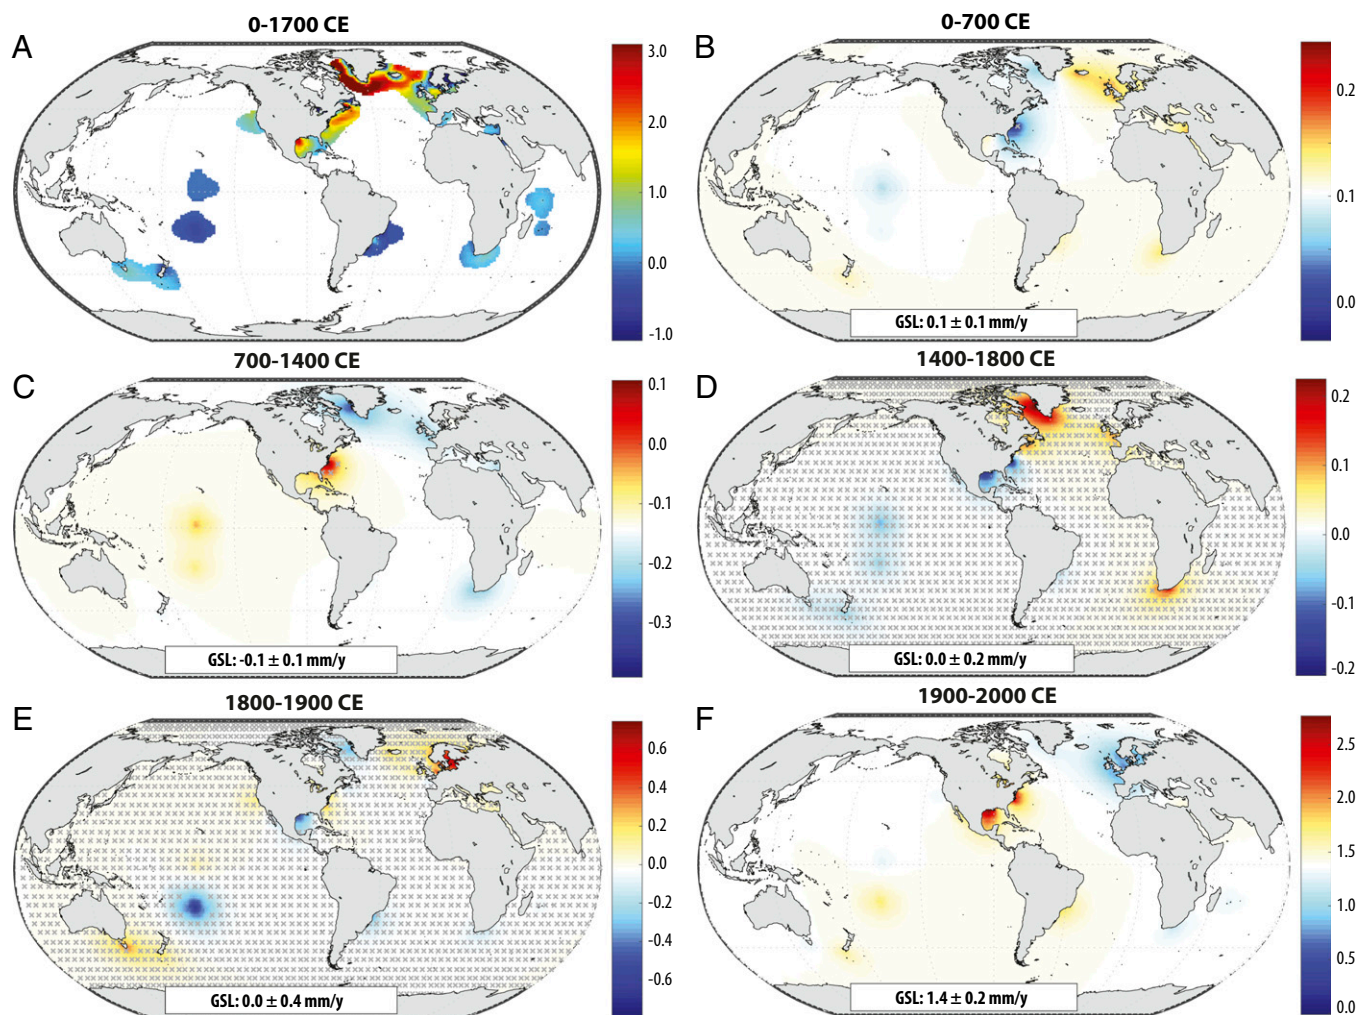 0-1700 CE
A
3.0
2.0
1.0
0.0
-1.0
0-700 CE
B
0.2
0.1
0.0
GSL: 0.1 ± 0.1 mm/y
700-1400 CE
C
0.1
0.0
-0.1
-0.2
-0.3
GSL: -0.1 ± 0.1 mm/y
1400-1800 CE
D
0.2
0.1
0.0
-0.1
-0.2
GSL: 0.0 ± 0.2 mm/y
1800-1900 CE
E
0.6
0.4
0.2
0.0
-0.2
-0.4
-0.6
GSL: 0.0 ± 0.4 mm/y
1900-2000 CE
F
2.5
2.0
1.5
1.0
0.5
0.0
GSL: 1.4 ± 0.2 mm/y